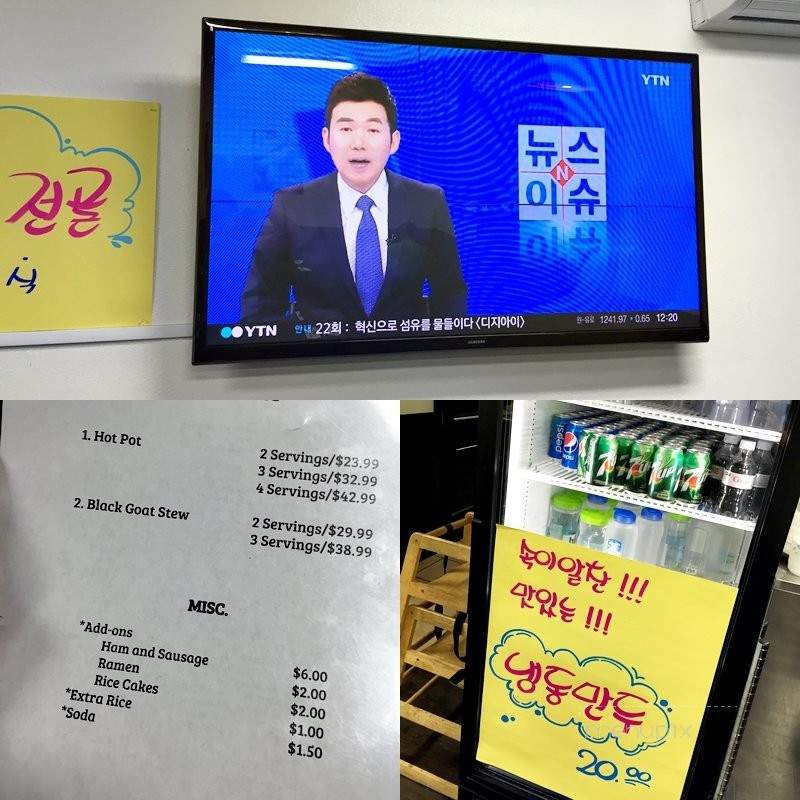 전골
식
YTN
뉴스
N
이슈
YTN 안내 22회 : 혁신으로 섬유를 물들이다 〈디지아이〉 원-유로 1241.97 ▾ 0.65 12:20
SAMSUNG
1. Hot Pot
2 Servings/$23.99
3 Servings/$32.99
4 Servings/$42.99
2. Black Goat Stew
2 Servings/$29.99
3 Servings/$38.99
MISC.
*Add-ons
Ham and Sausage $6.00
Ramen $2.00
Rice Cakes $2.00
*Extra Rice $1.00
*Soda $1.50
pepsi
7up
속이알찬 !!!
맛있는 !!!
냉동만두
20.00